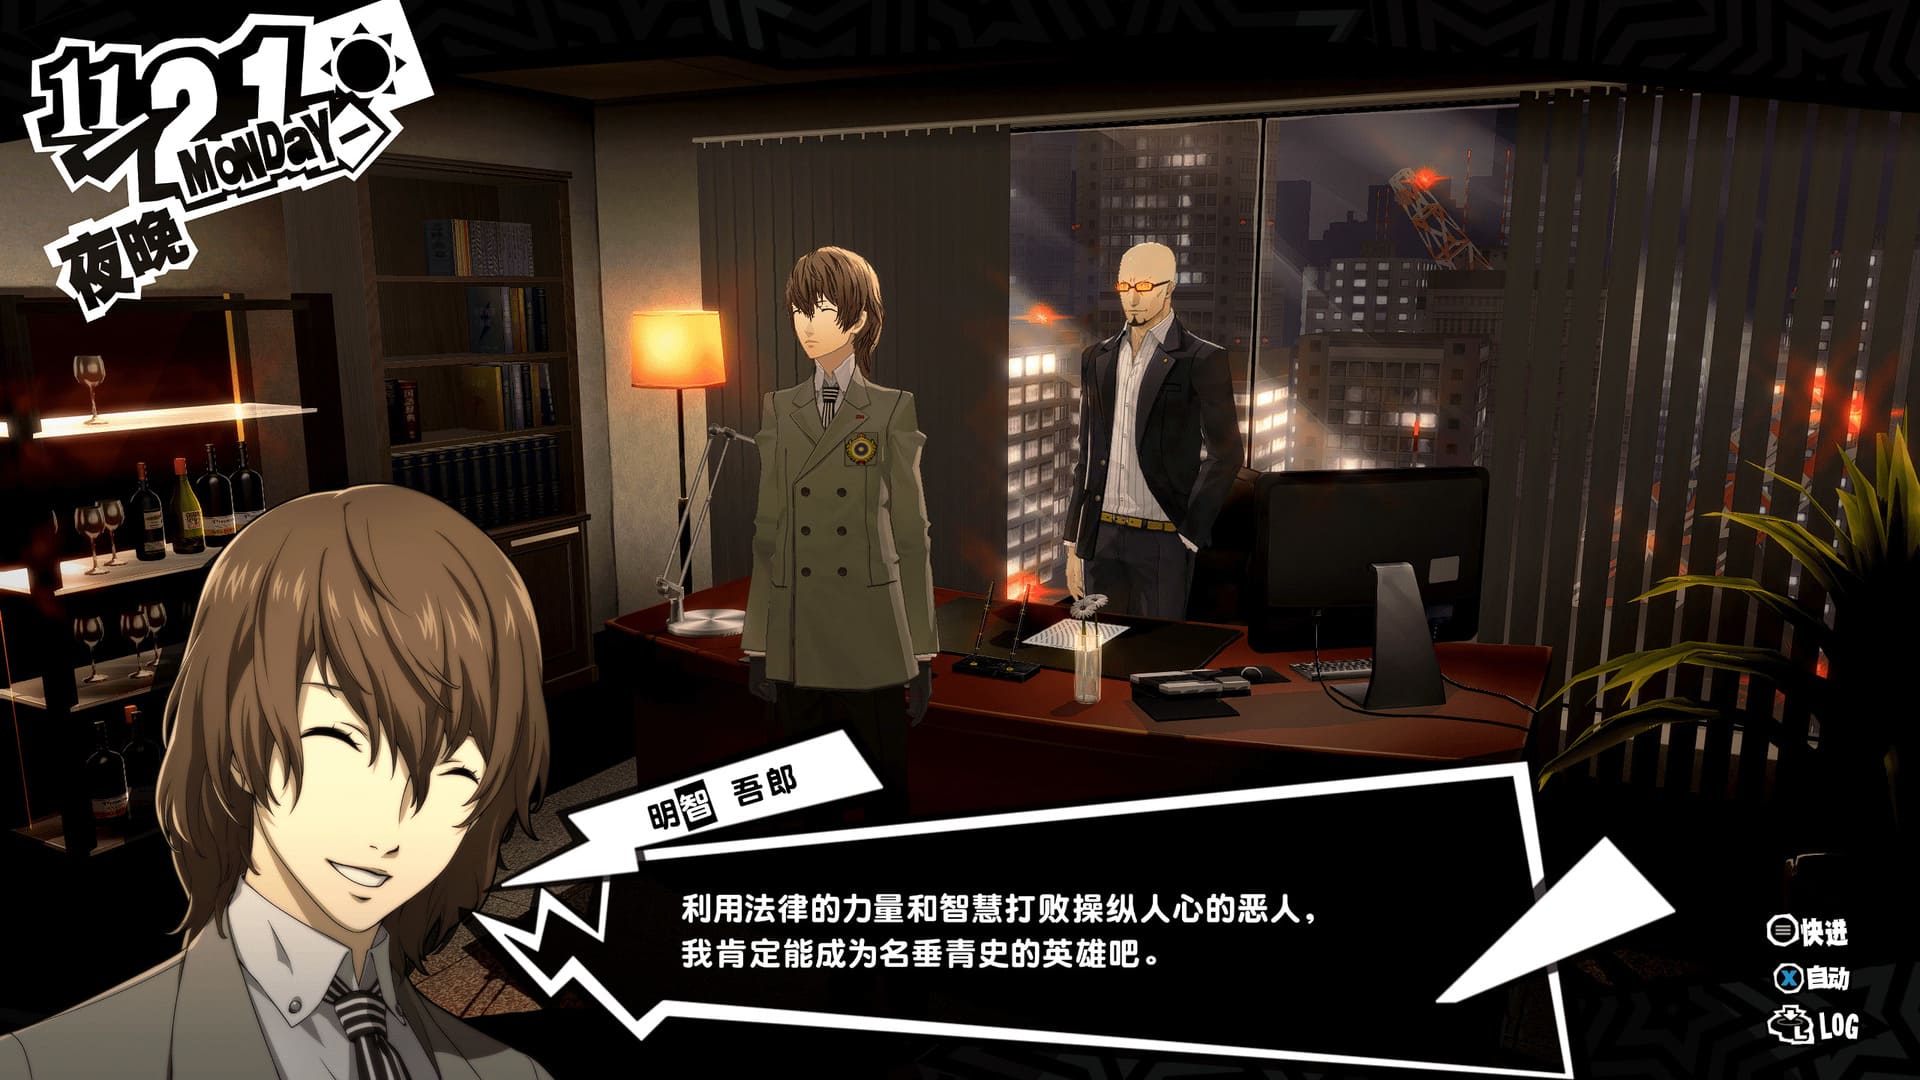 11/21
MONDAY
夜晚
明智 吾郎
利用法律的力量和智慧打败操纵人心的恶人，
我肯定能成为名垂青史的英雄吧。
快进
X自动
L LOG